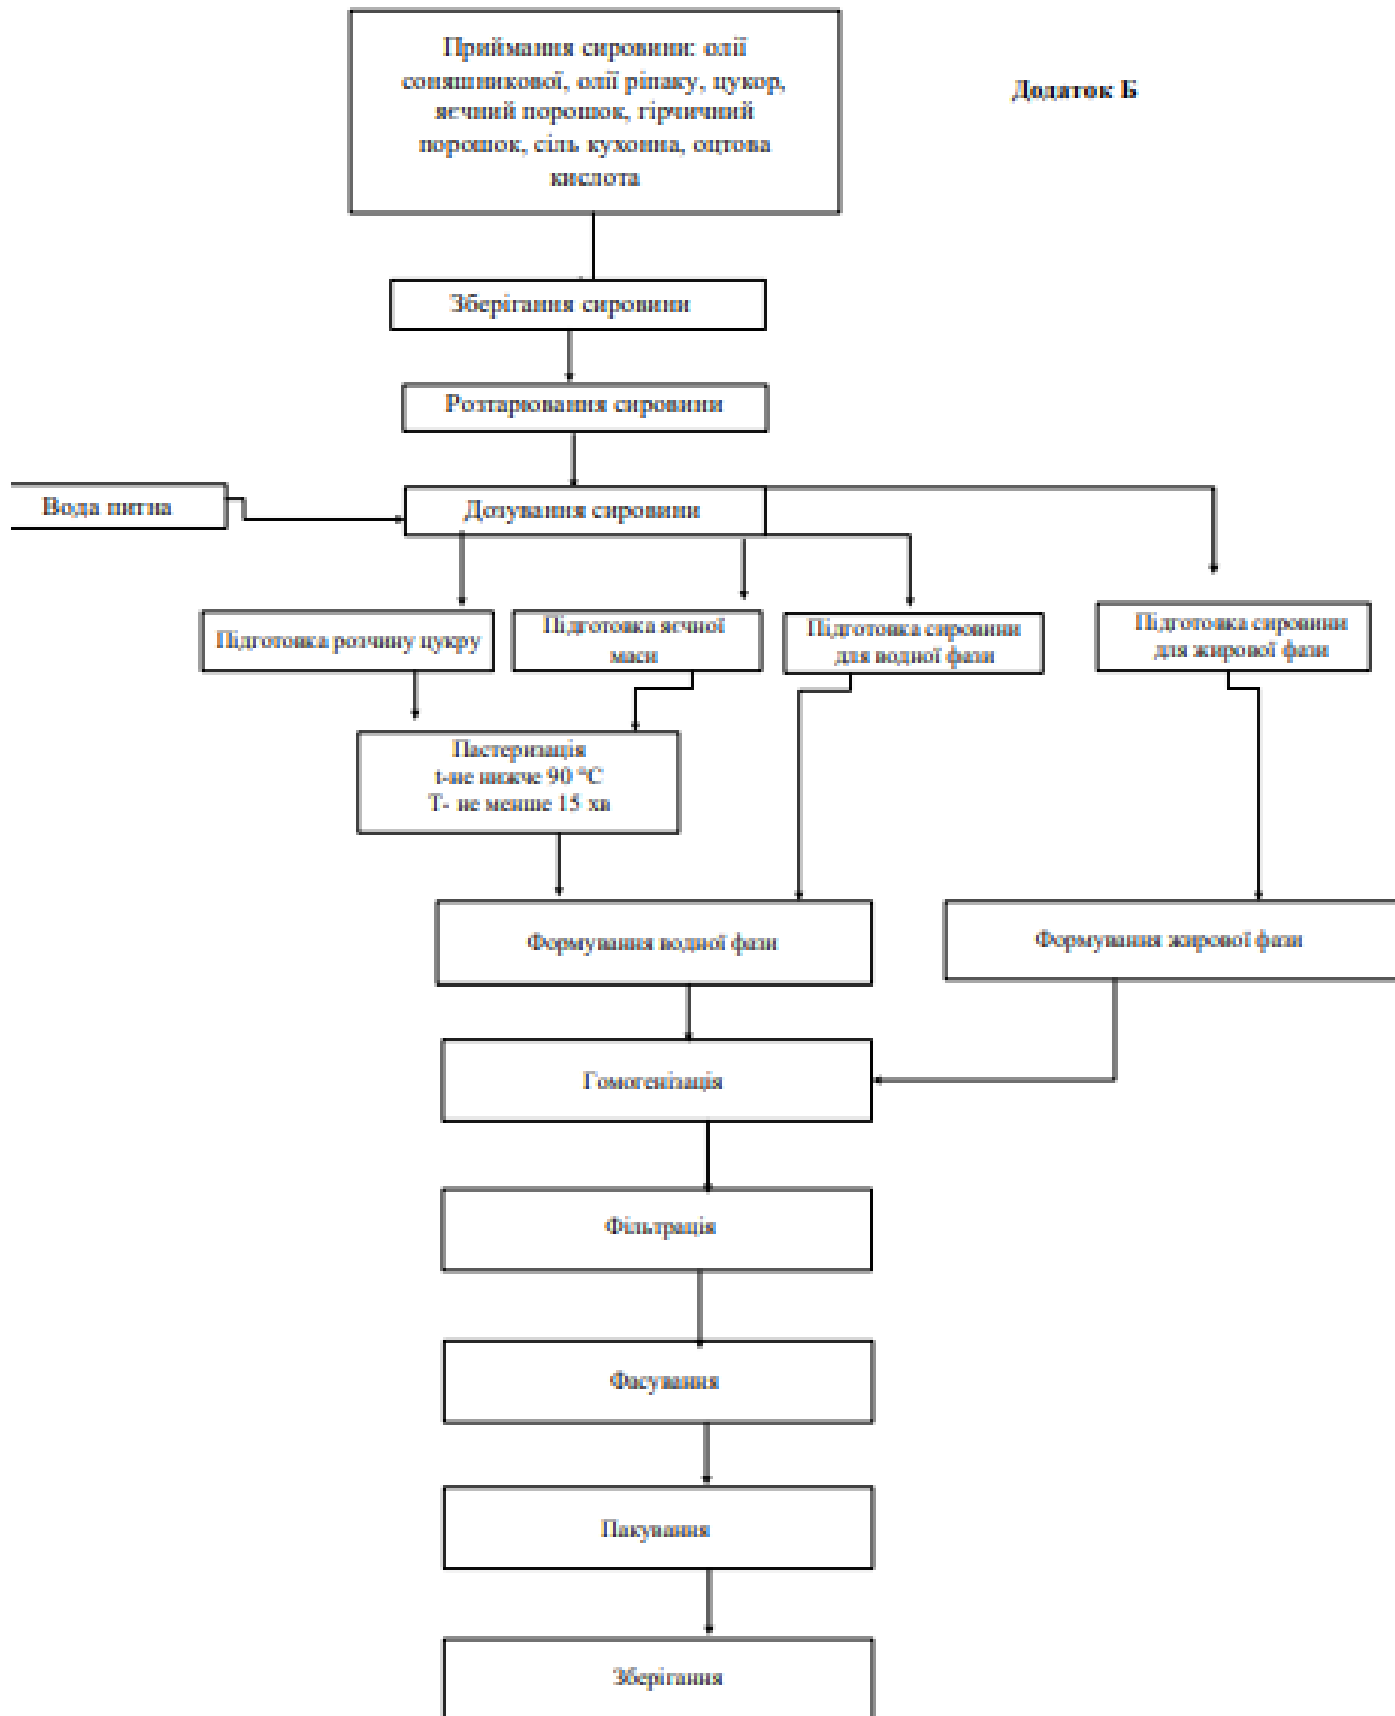 Приймання сировини: олії
соняшникової, олії ріпаку, цукор,
яєчний порошок, гірчичний
порошок, сіль кухонна, оцтова
кислота
Додаток Б
Зберігання сировини
Розтарювання сировини
Вода питна
Дозування сировини
Підготовка розчину цукру
Підготовка яєчної
маси
Підготовка сировини
для водної фази
Підготовка сировини
для жирової фази
Пастеризація
t-не нижче 90 °C
T- не менше 15 хв
Формування водної фази
Формування жирової фази
Гомогенізація
Фільтрація
Фасування
Пакування
Зберігання